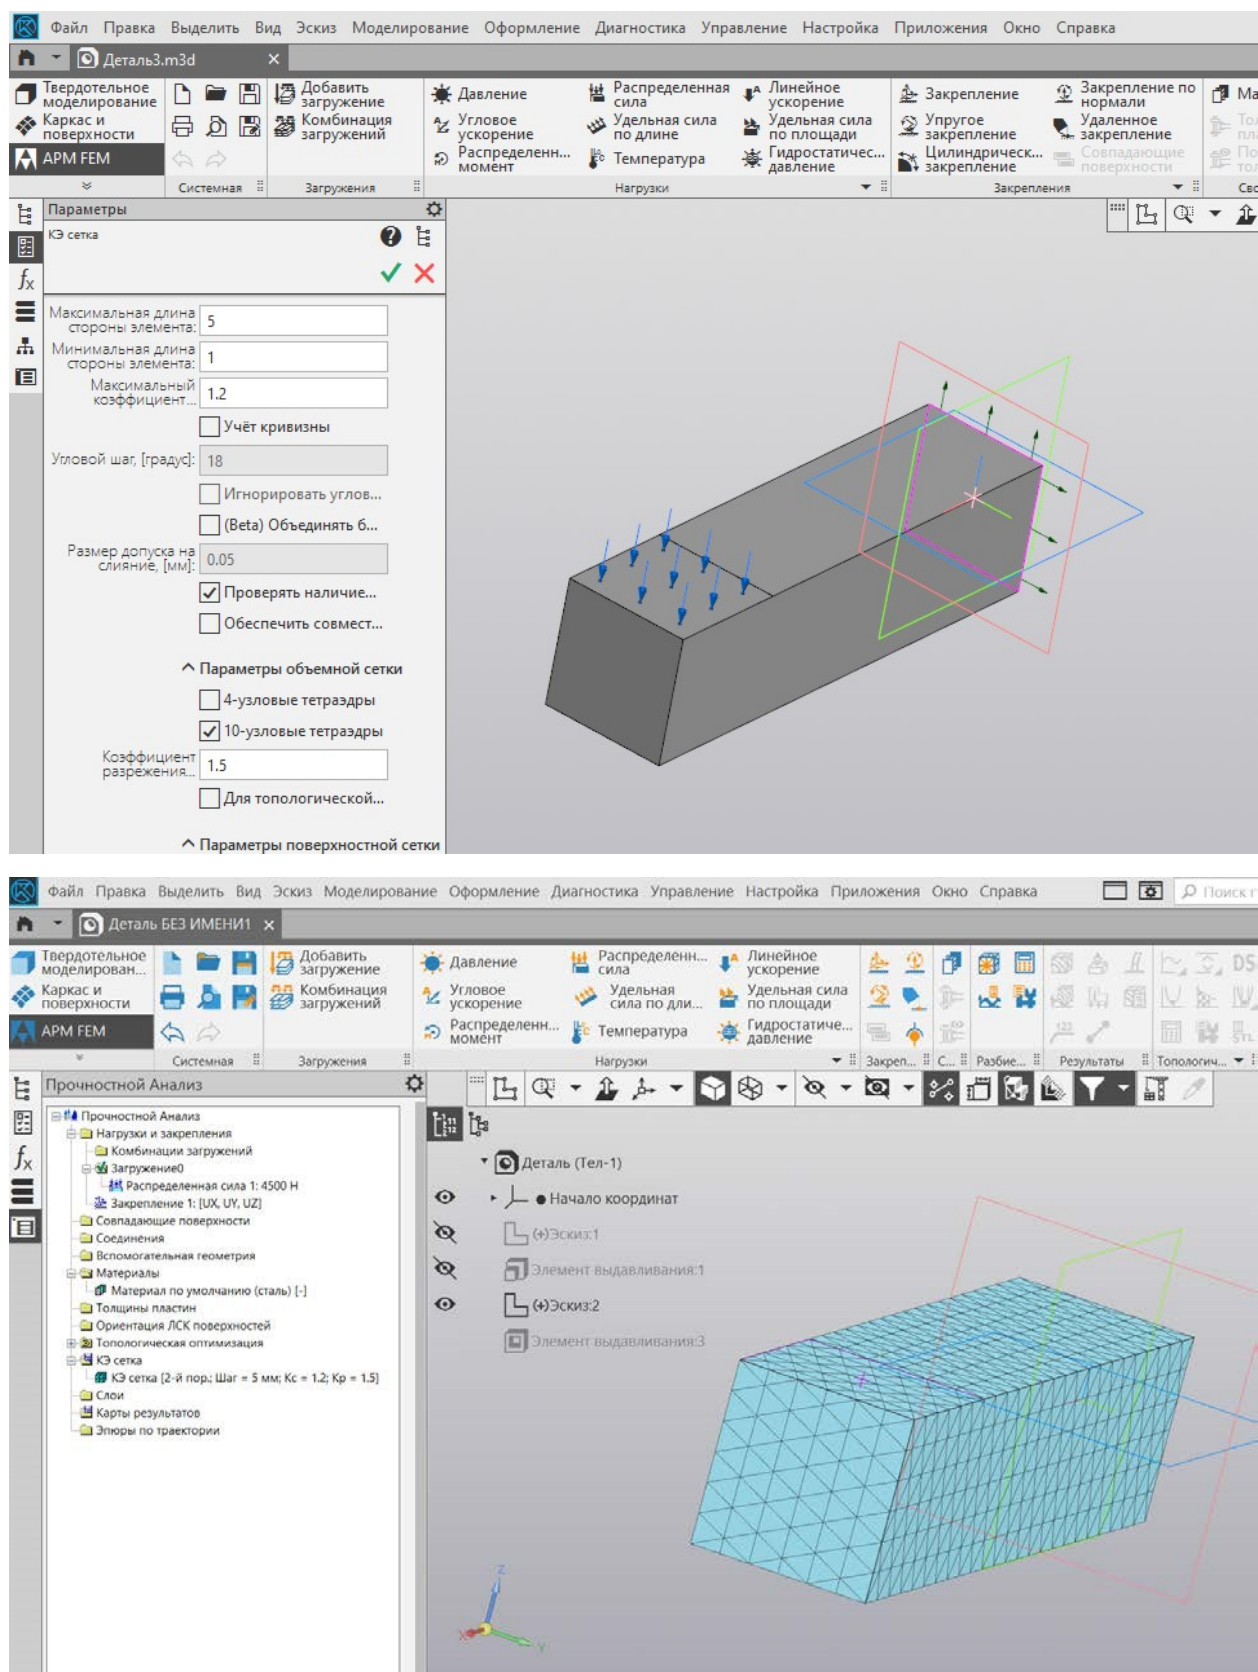 Файл Правка Выделить Вид Эскиз Моделирование Оформление Диагностика Управление Настройка Приложения Окно Справка
Деталь3.m3d
Твердотельное моделирование
Каркас и поверхности
APM FEM
Системная
Добавить загружение
Комбинация загружений
Загружения
Давление
Угловое ускорение
Распределенн... момент
Распределенная сила
Удельная сила по длине
Температура
Линейное ускорение
Удельная сила по площади
Гидростатичес... давление
Нагрузки
Закрепление
Упругое закрепление
Цилиндрическ... закрепление
Закрепление по нормали
Удаленное закрепление
Совпадающие поверхности
Закрепления
Ма
Сво
Параметры
КЭ сетка
Максимальная длина стороны элемента: 5
Минимальная длина стороны элемента: 1
Максимальный коэффициент... 1.2
Учёт кривизны
Угловой шаг, [градус]: 18
Игнорировать углов...
(Beta) Объединять б...
Размер допуска на слияние, [мм]: 0.05
Проверять наличие...
Обеспечить совмест...
Параметры объемной сетки
4-узловые тетраэдры
10-узловые тетраэдры
Коэффициент разрежения... 1.5
Для топологической...
Параметры поверхностной сетки
Файл Правка Выделить Вид Эскиз Моделирование Оформление Диагностика Управление Настройка Приложения Окно Справка
Поиск
Деталь БЕЗ ИМЕНИ1
Твердотельное моделирован...
Каркас и поверхности
APM FEM
Системная
Добавить загружение
Комбинация загружений
Загружения
Давление
Угловое ускорение
Распределенн... момент
Распределенн... сила
Удельная сила по дли...
Температура
Линейное ускорение
Удельная сила по площади
Гидростатиче... давление
Нагрузки
Закреп...
С...
Разбие...
Результаты
Топологич...
DS
STL
Прочностной Анализ
Прочностной Анализ
Нагрузки и закрепления
Комбинации загружений
Загружение0
Распределенная сила 1: 4500 Н
Закрепление 1: [UX, UY, UZ]
Совпадающие поверхности
Соединения
Вспомогательная геометрия
Материалы
Материал по умолчанию (сталь) [-]
Толщины пластин
Ориентация ЛСК поверхностей
Топологическая оптимизация
КЭ сетка
КЭ сетка [2-й пор.; Шаг = 5 мм; Кс = 1.2; Кр = 1.5]
Слои
Карты результатов
Эпюры по траектории
Деталь (Тел-1)
Начало координат
(+)Эскиз:1
Элемент выдавливания:1
(+)Эскиз:2
Элемент выдавливания:3
Z
X
Y